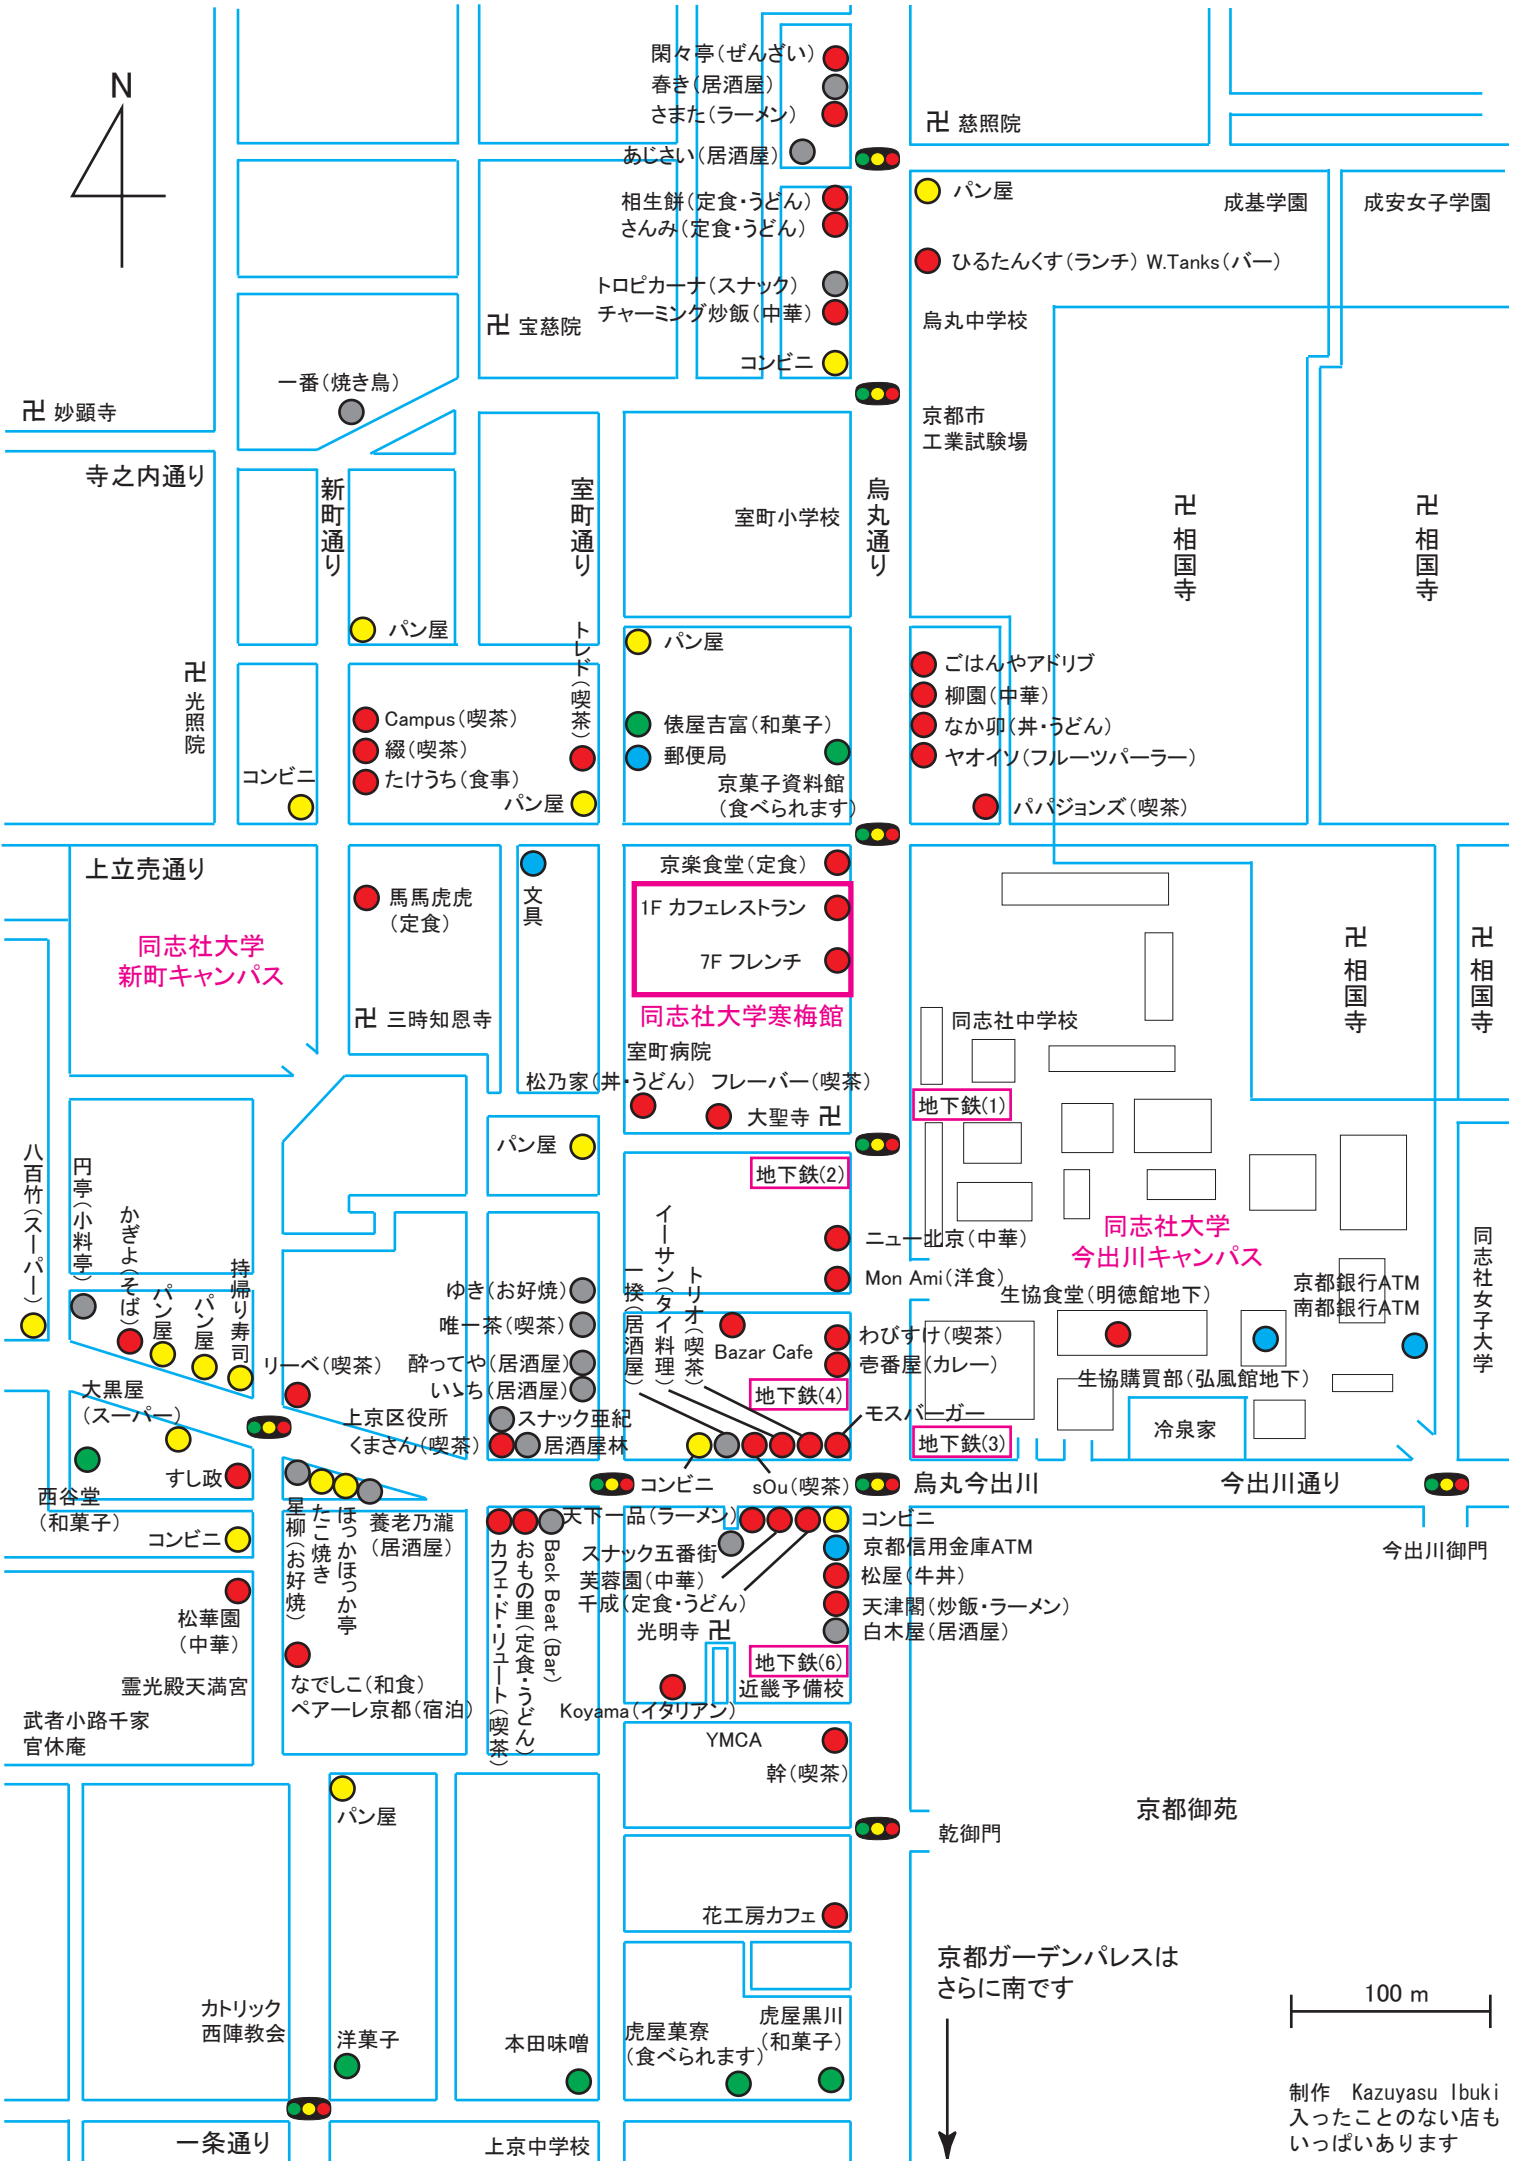 N
閑々亭(ぜんざい)
春き(居酒屋)
さまた(ラーメン)
あじさい(居酒屋)
卍 慈照院
相生餅(定食・うどん)
さんみ(定食・うどん)
パン屋
成基学園
成安女子学園
ひるたんくす(ランチ) W.Tanks(バー)
トロピカーナ(スナック)
チャーミング炒飯(中華)
卍 宝慈院
烏丸中学校
コンビニ
一番(焼き鳥)
卍 妙顕寺
京都市
工業試験場
寺之内通り
新町通り
室町通り
烏丸通り
室町小学校
卍 相国寺
卍 相国寺
パン屋
トレド(喫茶)
パン屋
卍 光照院
ごはんやアドリブ
柳園(中華)
なか卯(丼・うどん)
ヤオイソ(フルーツパーラー)
Campus(喫茶)
綴(喫茶)
たけうち(食事)
俵屋吉富(和菓子)
郵便局
京菓子資料館
(食べられます)
コンビニ
パン屋
パパジョンズ(喫茶)
上立売通り
京楽食堂(定食)
馬馬虎虎
(定食)
文具
1F カフェレストラン
7F フレンチ
同志社大学
新町キャンパス
同志社大学寒梅館
卍 三時知恩寺
同志社中学校
卍 相国寺
卍 相国寺
室町病院
松乃家(丼・うどん)
フレーバー(喫茶)
大聖寺 卍
地下鉄(1)
パン屋
地下鉄(2)
八百竹(スーパー)
円亭(小料亭)
かぎよ(そば)
パン屋
パン屋
持帰り寿司
イーサン(タイ料理)
一揆(居酒屋)
トリオ(喫茶)
ニュー北京(中華)
Mon Ami(洋食)
同志社大学
今出川キャンパス
同志社女子大学
生協食堂(明徳館地下)
京都銀行ATM
南都銀行ATM
ゆき(お好焼)
唯一茶(喫茶)
酔ってや(居酒屋)
いゝち(居酒屋)
Bazar Cafe
わびすけ(喫茶)
壱番屋(カレー)
リーベ(喫茶)
地下鉄(4)
生協購買部(弘風館地下)
大黒屋
(スーパー)
上京区役所
スナック亜紀
くまさん(喫茶)
居酒屋林
モスバーガー
地下鉄(3)
冷泉家
すし政
コンビニ
sOu(喫茶)
烏丸今出川
今出川通り
西谷堂
(和菓子)
コンビニ
星柳(お好焼)
たこ焼き
ほっかほっか亭
養老乃瀧
(居酒屋)
カフェ・ド・リュート(喫茶)
おもの里(定食・うどん)
Back Beat (Bar)
天下一品(ラーメン)
スナック五番街
芙蓉園(中華)
千成(定食・うどん)
コンビニ
京都信用金庫ATM
松屋(牛丼)
天津閣(炒飯・ラーメン)
白木屋(居酒屋)
今出川御門
光明寺 卍
地下鉄(6)
近畿予備校
松華園
(中華)
霊光殿天満宮
武者小路千家
官休庵
なでしこ(和食)
ペアーレ京都(宿泊)
Koyama(イタリアン)
YMCA
幹(喫茶)
パン屋
京都御苑
乾御門
花工房カフェ
京都ガーデンパレスは
さらに南です
100 m
カトリック
西陣教会
洋菓子
本田味噌
虎屋菓寮
(食べられます)
虎屋黒川
(和菓子)
一条通り
上京中学校
制作 Kazuyasu Ibuki
入ったことのない店も
いっぱいあります